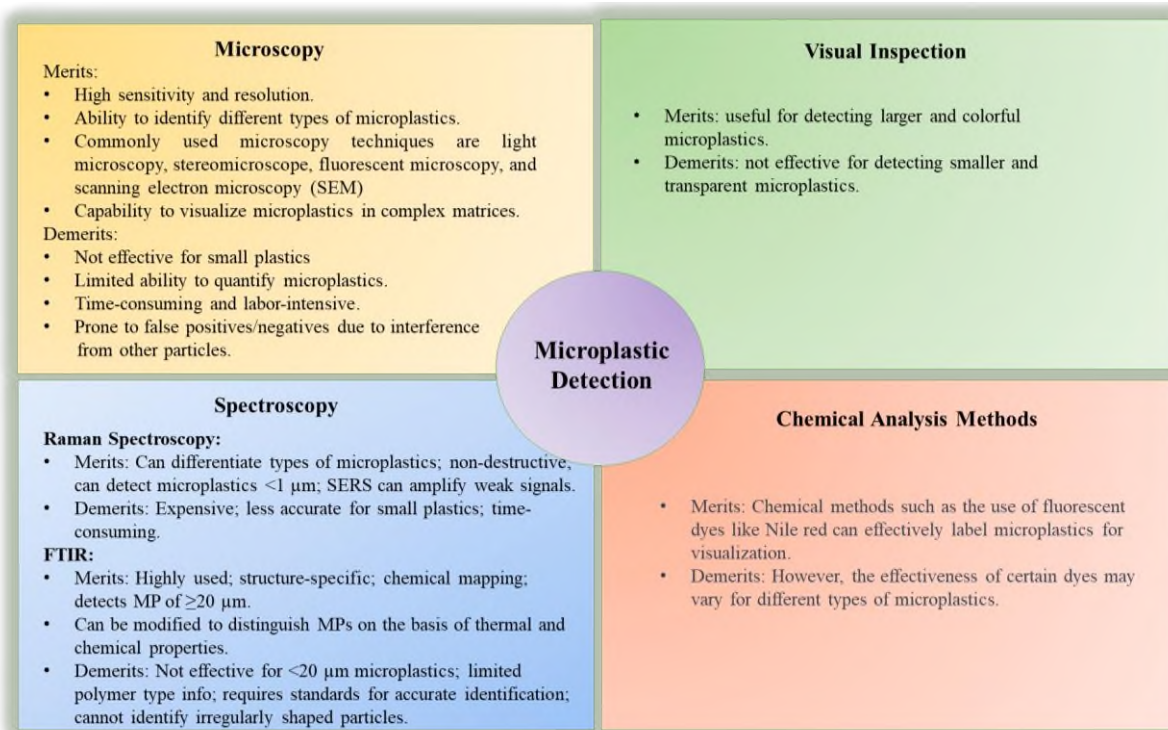 Microscopy
Merits:
• High sensitivity and resolution.
• Ability to identify different types of microplastics.
• Commonly used microscopy techniques are light
microscopy, stereomicroscope, fluorescent microscopy, and
scanning electron microscopy (SEM)
• Capability to visualize microplastics in complex matrices.
Demerits:
• Not effective for small plastics
• Limited ability to quantify microplastics.
• Time-consuming and labor-intensive.
• Prone to false positives/negatives due to interference
from other particles.
Visual Inspection
• Merits: useful for detecting larger and colorful
microplastics.
• Demerits: not effective for detecting smaller and
transparent microplastics.
Microplastic
Detection
Spectroscopy
Raman Spectroscopy:
• Merits: Can differentiate types of microplastics; non-destructive;
can detect microplastics <1 µm; SERS can amplify weak signals.
• Demerits: Expensive; less accurate for small plastics; time-
consuming.
FTIR:
• Merits: Highly used; structure-specific; chemical mapping;
detects MP of ≥20 µm.
• Can be modified to distinguish MPs on the basis of thermal and
chemical properties.
• Demerits: Not effective for <20 µm microplastics; limited
polymer type info; requires standards for accurate identification;
cannot identify irregularly shaped particles.
Chemical Analysis Methods
• Merits: Chemical methods such as the use of fluorescent
dyes like Nile red can effectively label microplastics for
visualization.
• Demerits: However, the effectiveness of certain dyes may
vary for different types of microplastics.